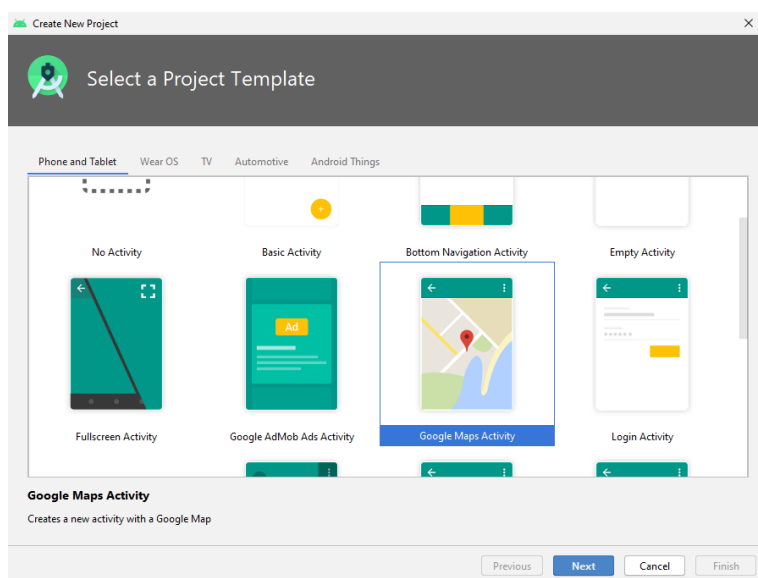 Create New Project
Select a Project Template
Phone and Tablet Wear OS TV Automotive Android Things
No Activity Basic Activity Bottom Navigation Activity Empty Activity
Ad
Fullscreen Activity Google AdMob Ads Activity Google Maps Activity Login Activity
Google Maps Activity
Creates a new activity with a Google Map
Previous Next Cancel Finish